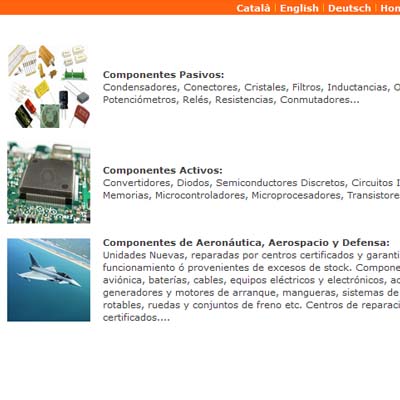 Català | English | Deutsch | Hom
Componentes Pasivos:
Condensadores, Conectores, Cristales, Filtros, Inductancias, O
Potenciómetros, Relés, Resistencias, Conmutadores...
Componentes Activos:
Convertidores, Diodos, Semiconductores Discretos, Circuitos I
Memorias, Microcontroladores, Microprocesadores, Transistore
Componentes de Aeronáutica, Aerospacio y Defensa:
Unidades Nuevas, reparadas por centros certificados y garanti
funcionamiento ó provenientes de excesos de stock. Compone
aviónica, baterías, cables, equipos eléctricos y electrónicos, ac
generadores y motores de arranque, mangueras, sistemas de
rotables, ruedas y conjuntos de freno etc. Centros de reparaci
certificados....